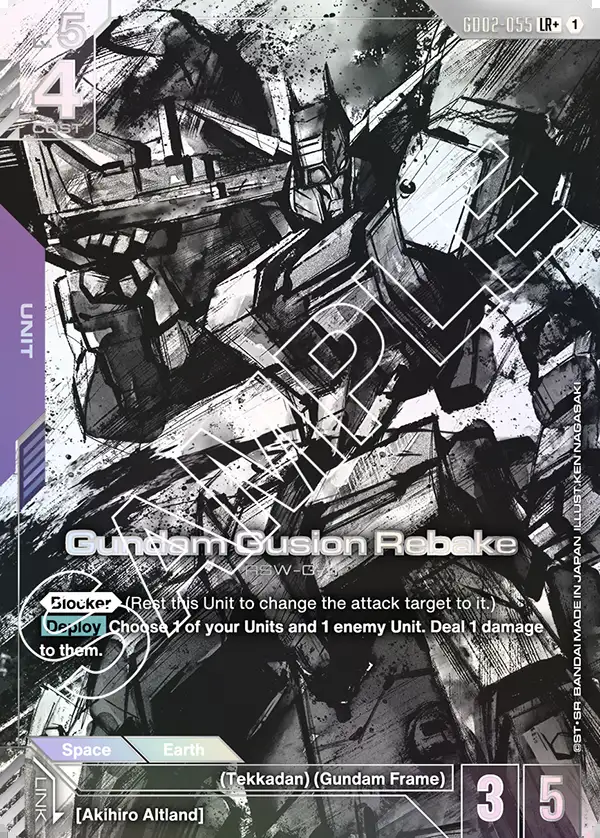 Lv. 5
4
COST
GD02-055 LR+ 1
UNIT
SAMPLE
Gundam Gusion Rebake
Blocker (Rest this Unit to change the attack target to it.)
Deploy Choose 1 of your Units and 1 enemy Unit. Deal 1 damage
to them.
Space Earth
(Tekkadan) (Gundam Frame)
LINK
[Akihiro Altland]
3 5
©ST・SR BANDAI MADE IN JAPAN ILLUST:KEN NAGASAKI